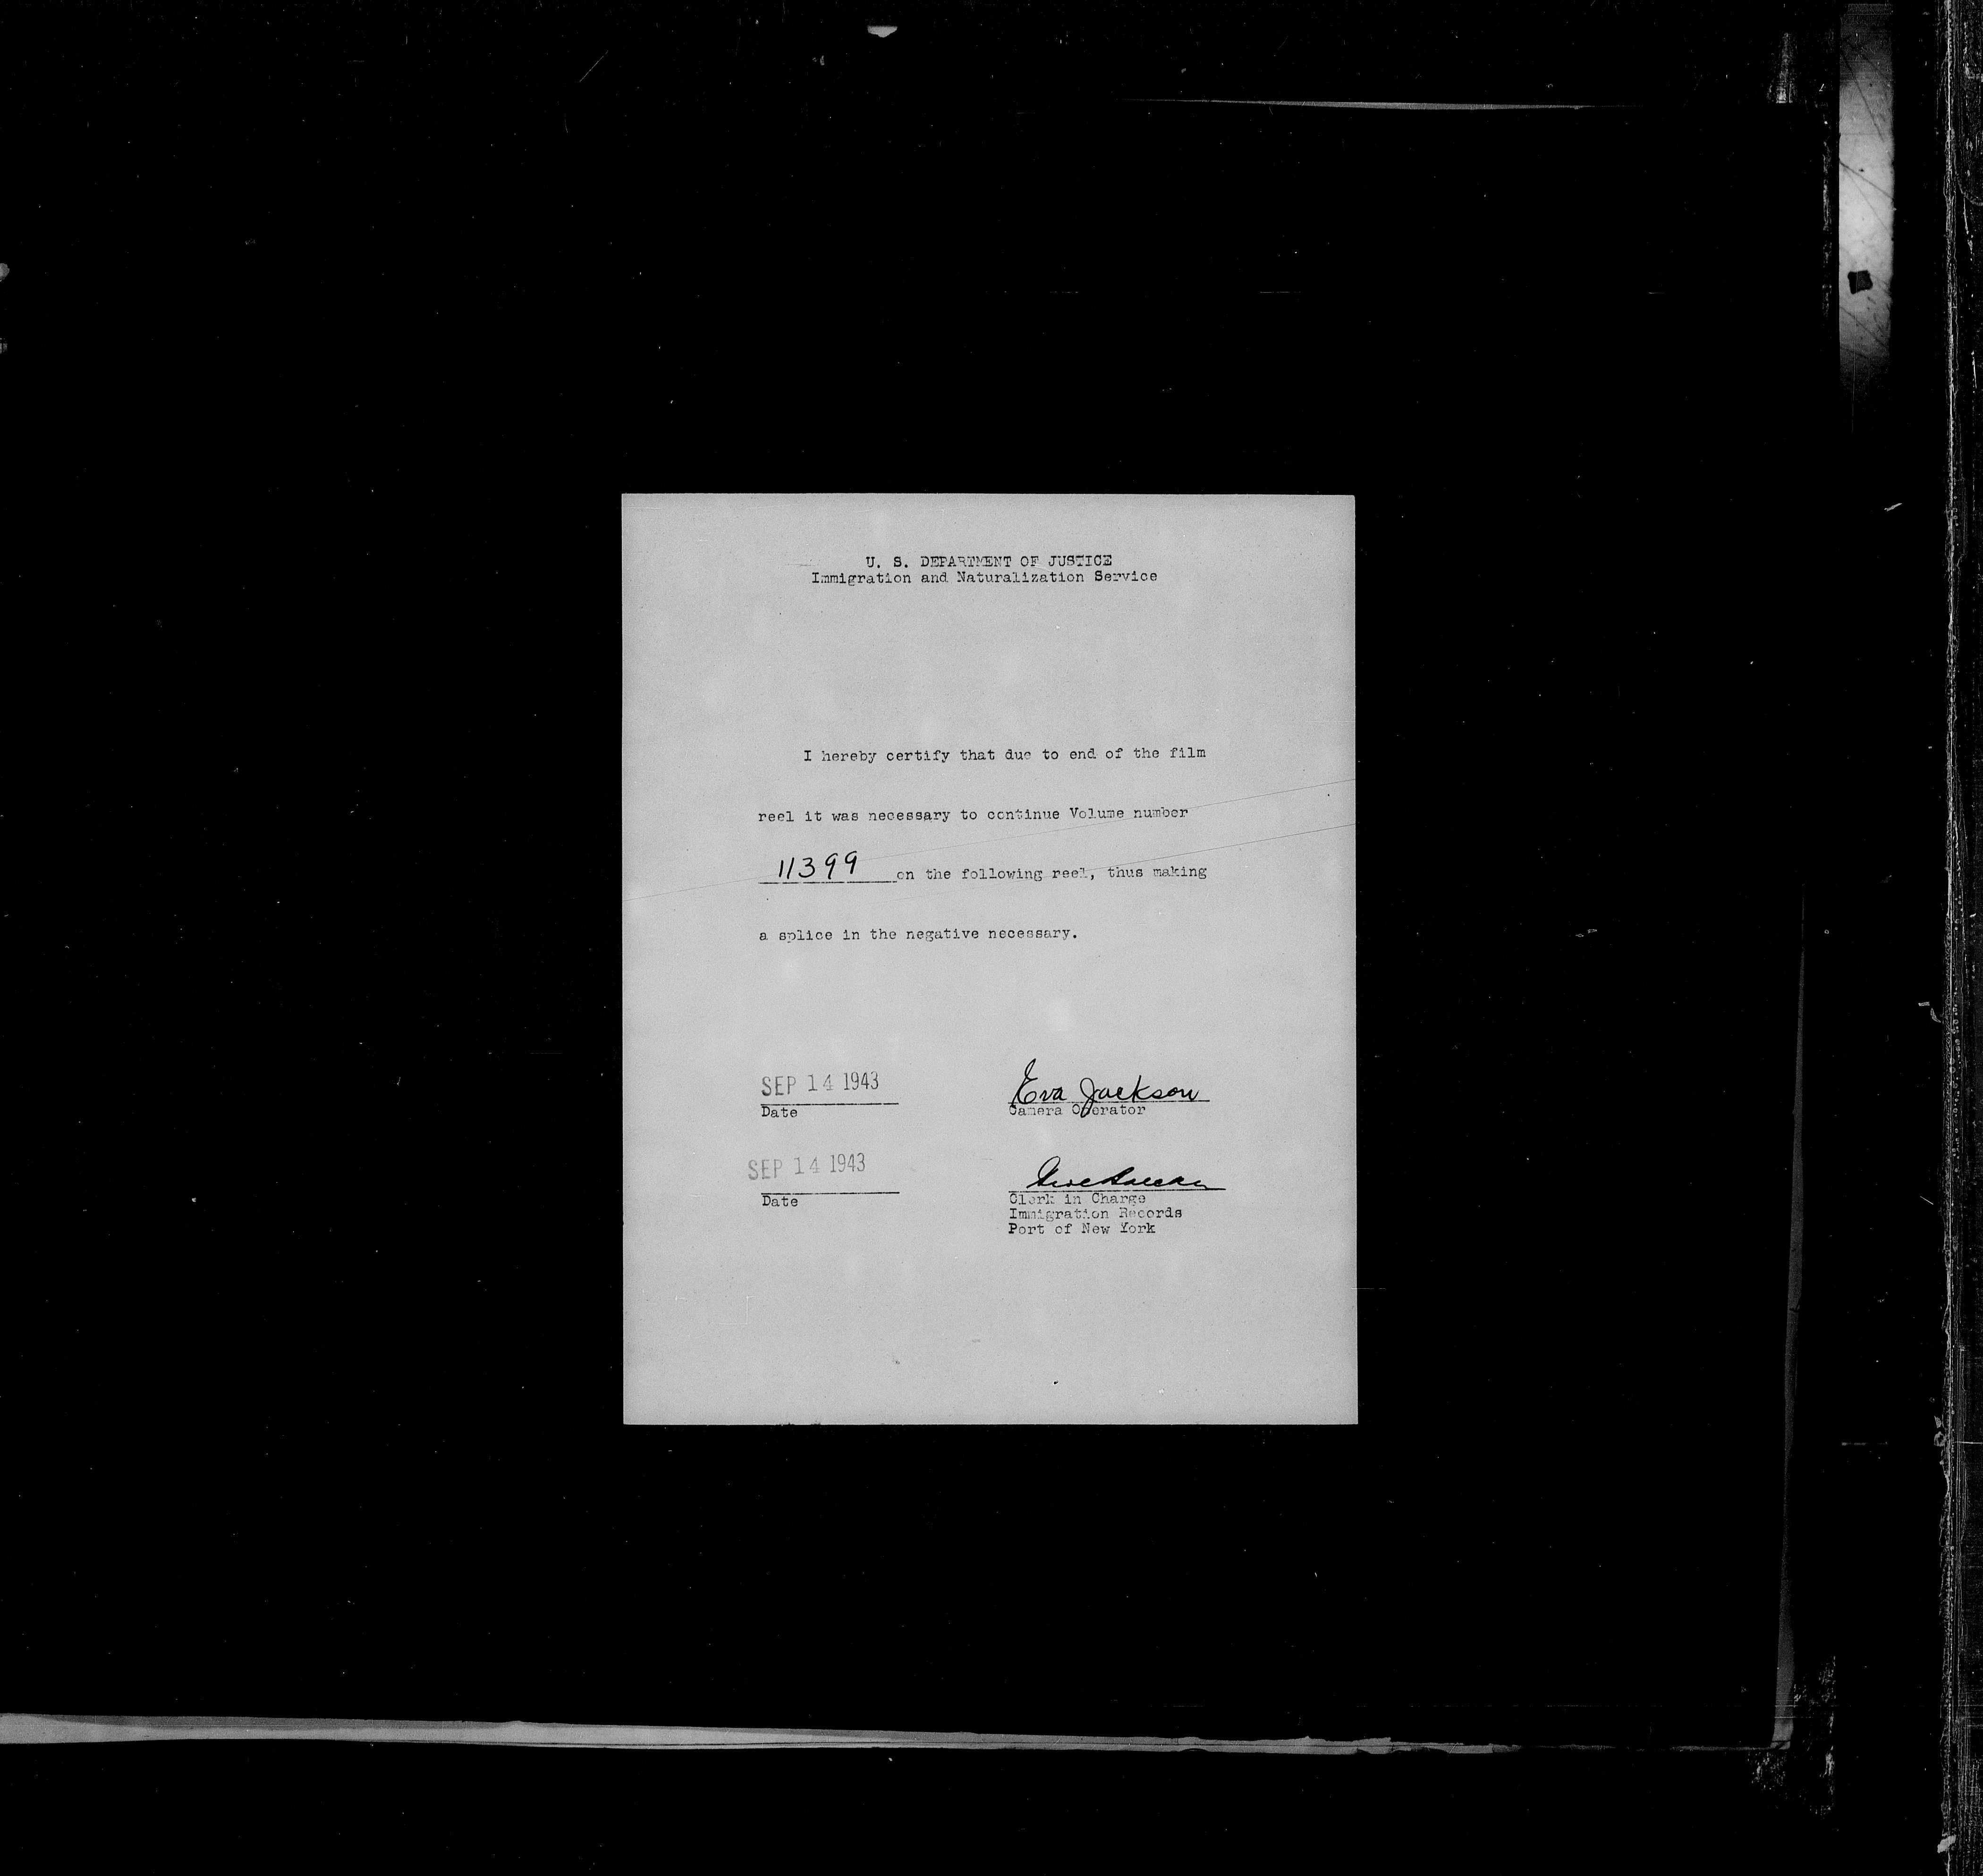 U. S. DEPARTMENT OF JUSTICE
Immigration and Naturalization Service
I hereby certify that due to end of the film
reel it was necessary to continue Volume number
11399 on the following reel, thus making
a splice in the negative necessary.
SEP 14 1943 Eva Jackson
Date Camera Operator
SEP 14 1943
Date Clerk in Charge
Immigration Records
Port of New York